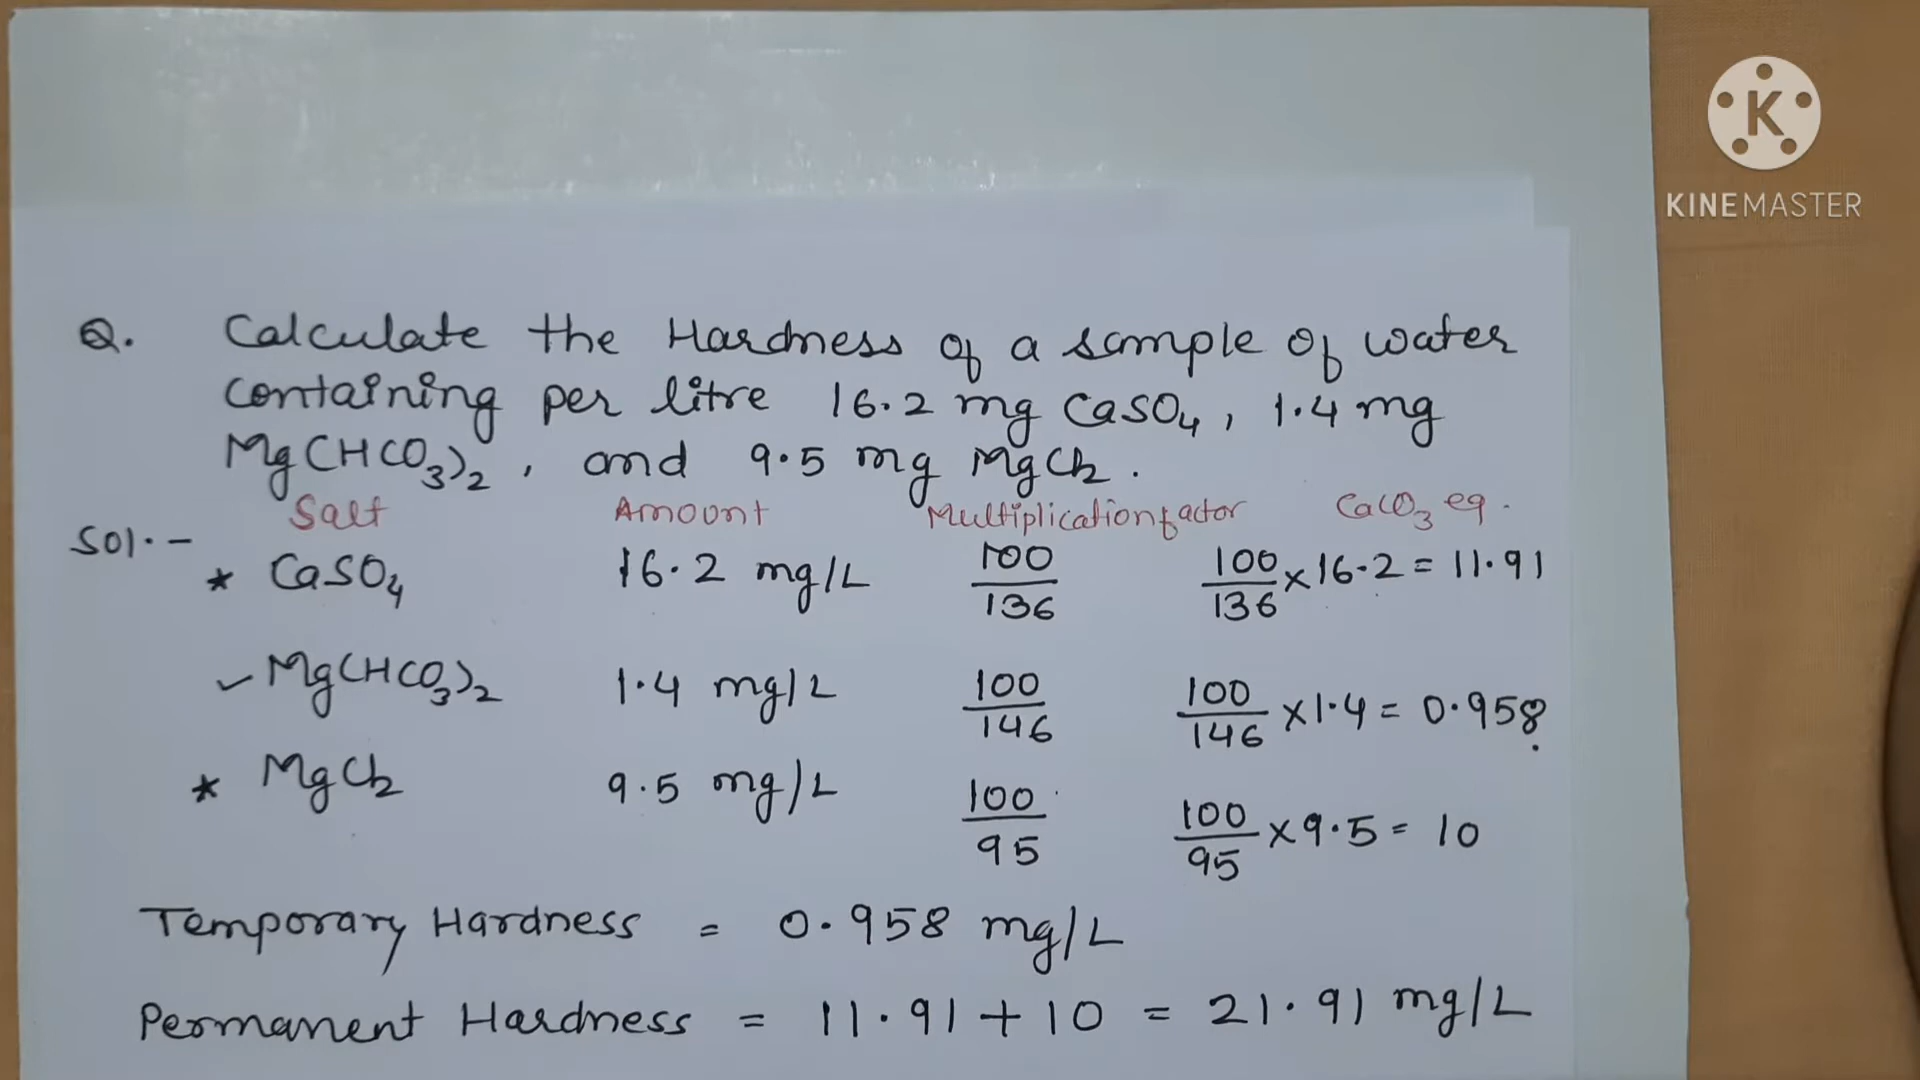 K
KINEMASTER
Q. Calculate the Hardness of a sample of water
containing per litre 16.2 mg CaSO₄, 1.4 mg
Mg(HCO₃)₂, and 9.5 mg MgCl₂.
Salt Amount Multiplication factor CaCO₃ eq.
Sol.-
* CaSO₄ 16.2 mg/L 100/136 100/136 × 16.2 = 11.91
✓ Mg(HCO₃)₂ 1.4 mg/L 100/146 100/146 × 1.4 = 0.958
* MgCl₂ 9.5 mg/L 100/95 100/95 × 9.5 = 10
Temporary Hardness = 0.958 mg/L
Permanent Hardness = 11.91 + 10 = 21.91 mg/L